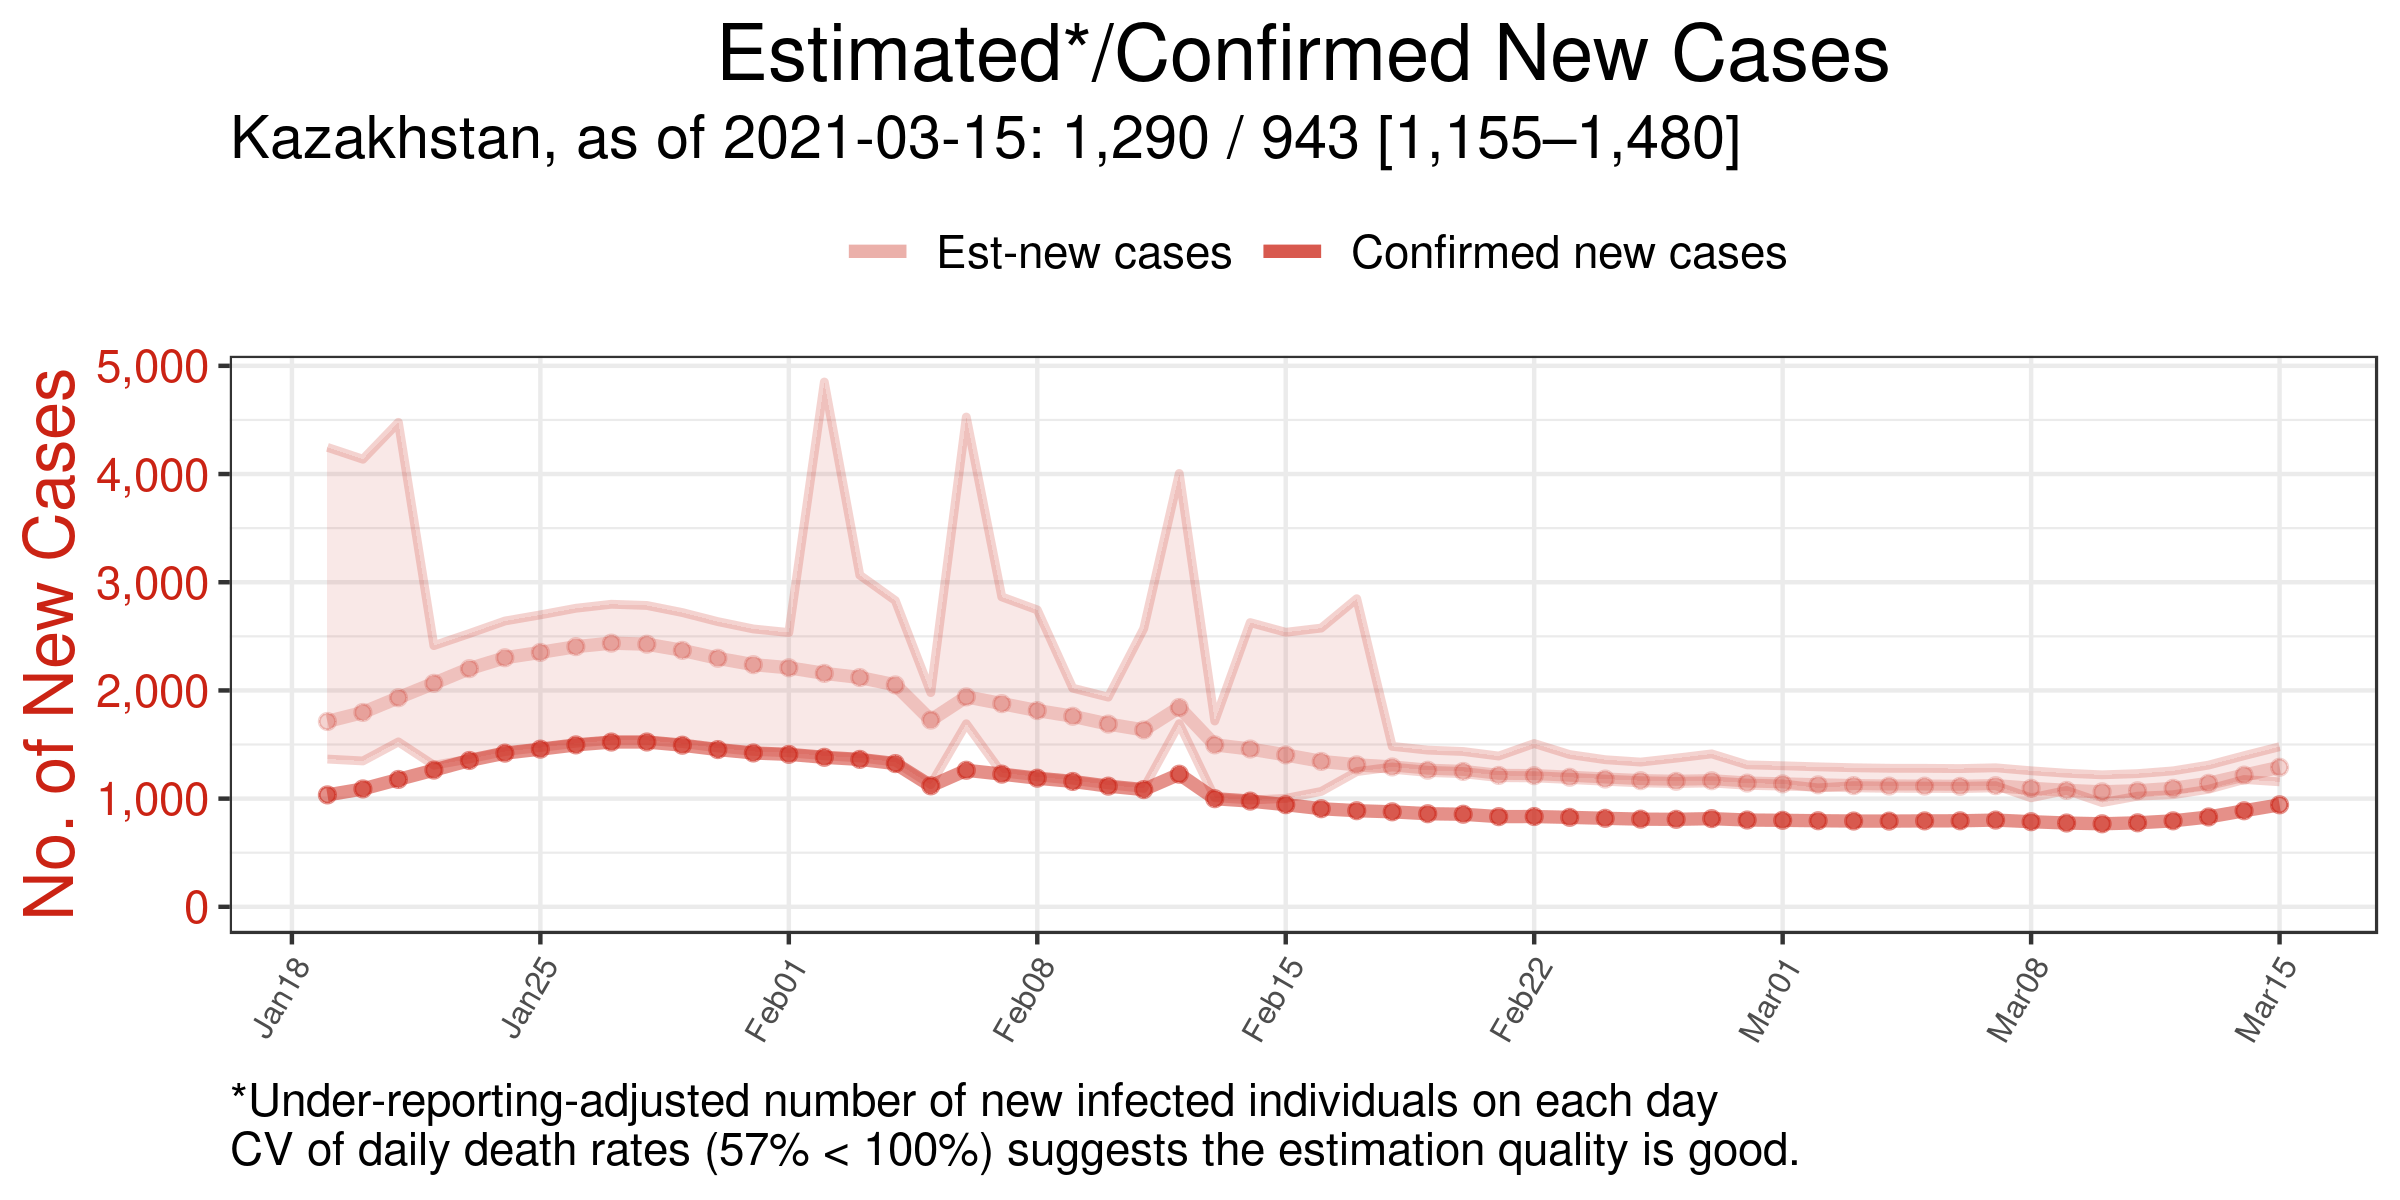 Estimated*/Confirmed New Cases
Kazakhstan, as of 2021-03-15: 1,290 / 943 [1,155–1,480]
Est-new cases
Confirmed new cases
No. of New Cases
5,000
4,000
3,000
2,000
1,000
0
Jan18
Jan25
Feb01
Feb08
Feb15
Feb22
Mar01
Mar08
Mar15
*Under-reporting-adjusted number of new infected individuals on each day
CV of daily death rates (57% < 100%) suggests the estimation quality is good.